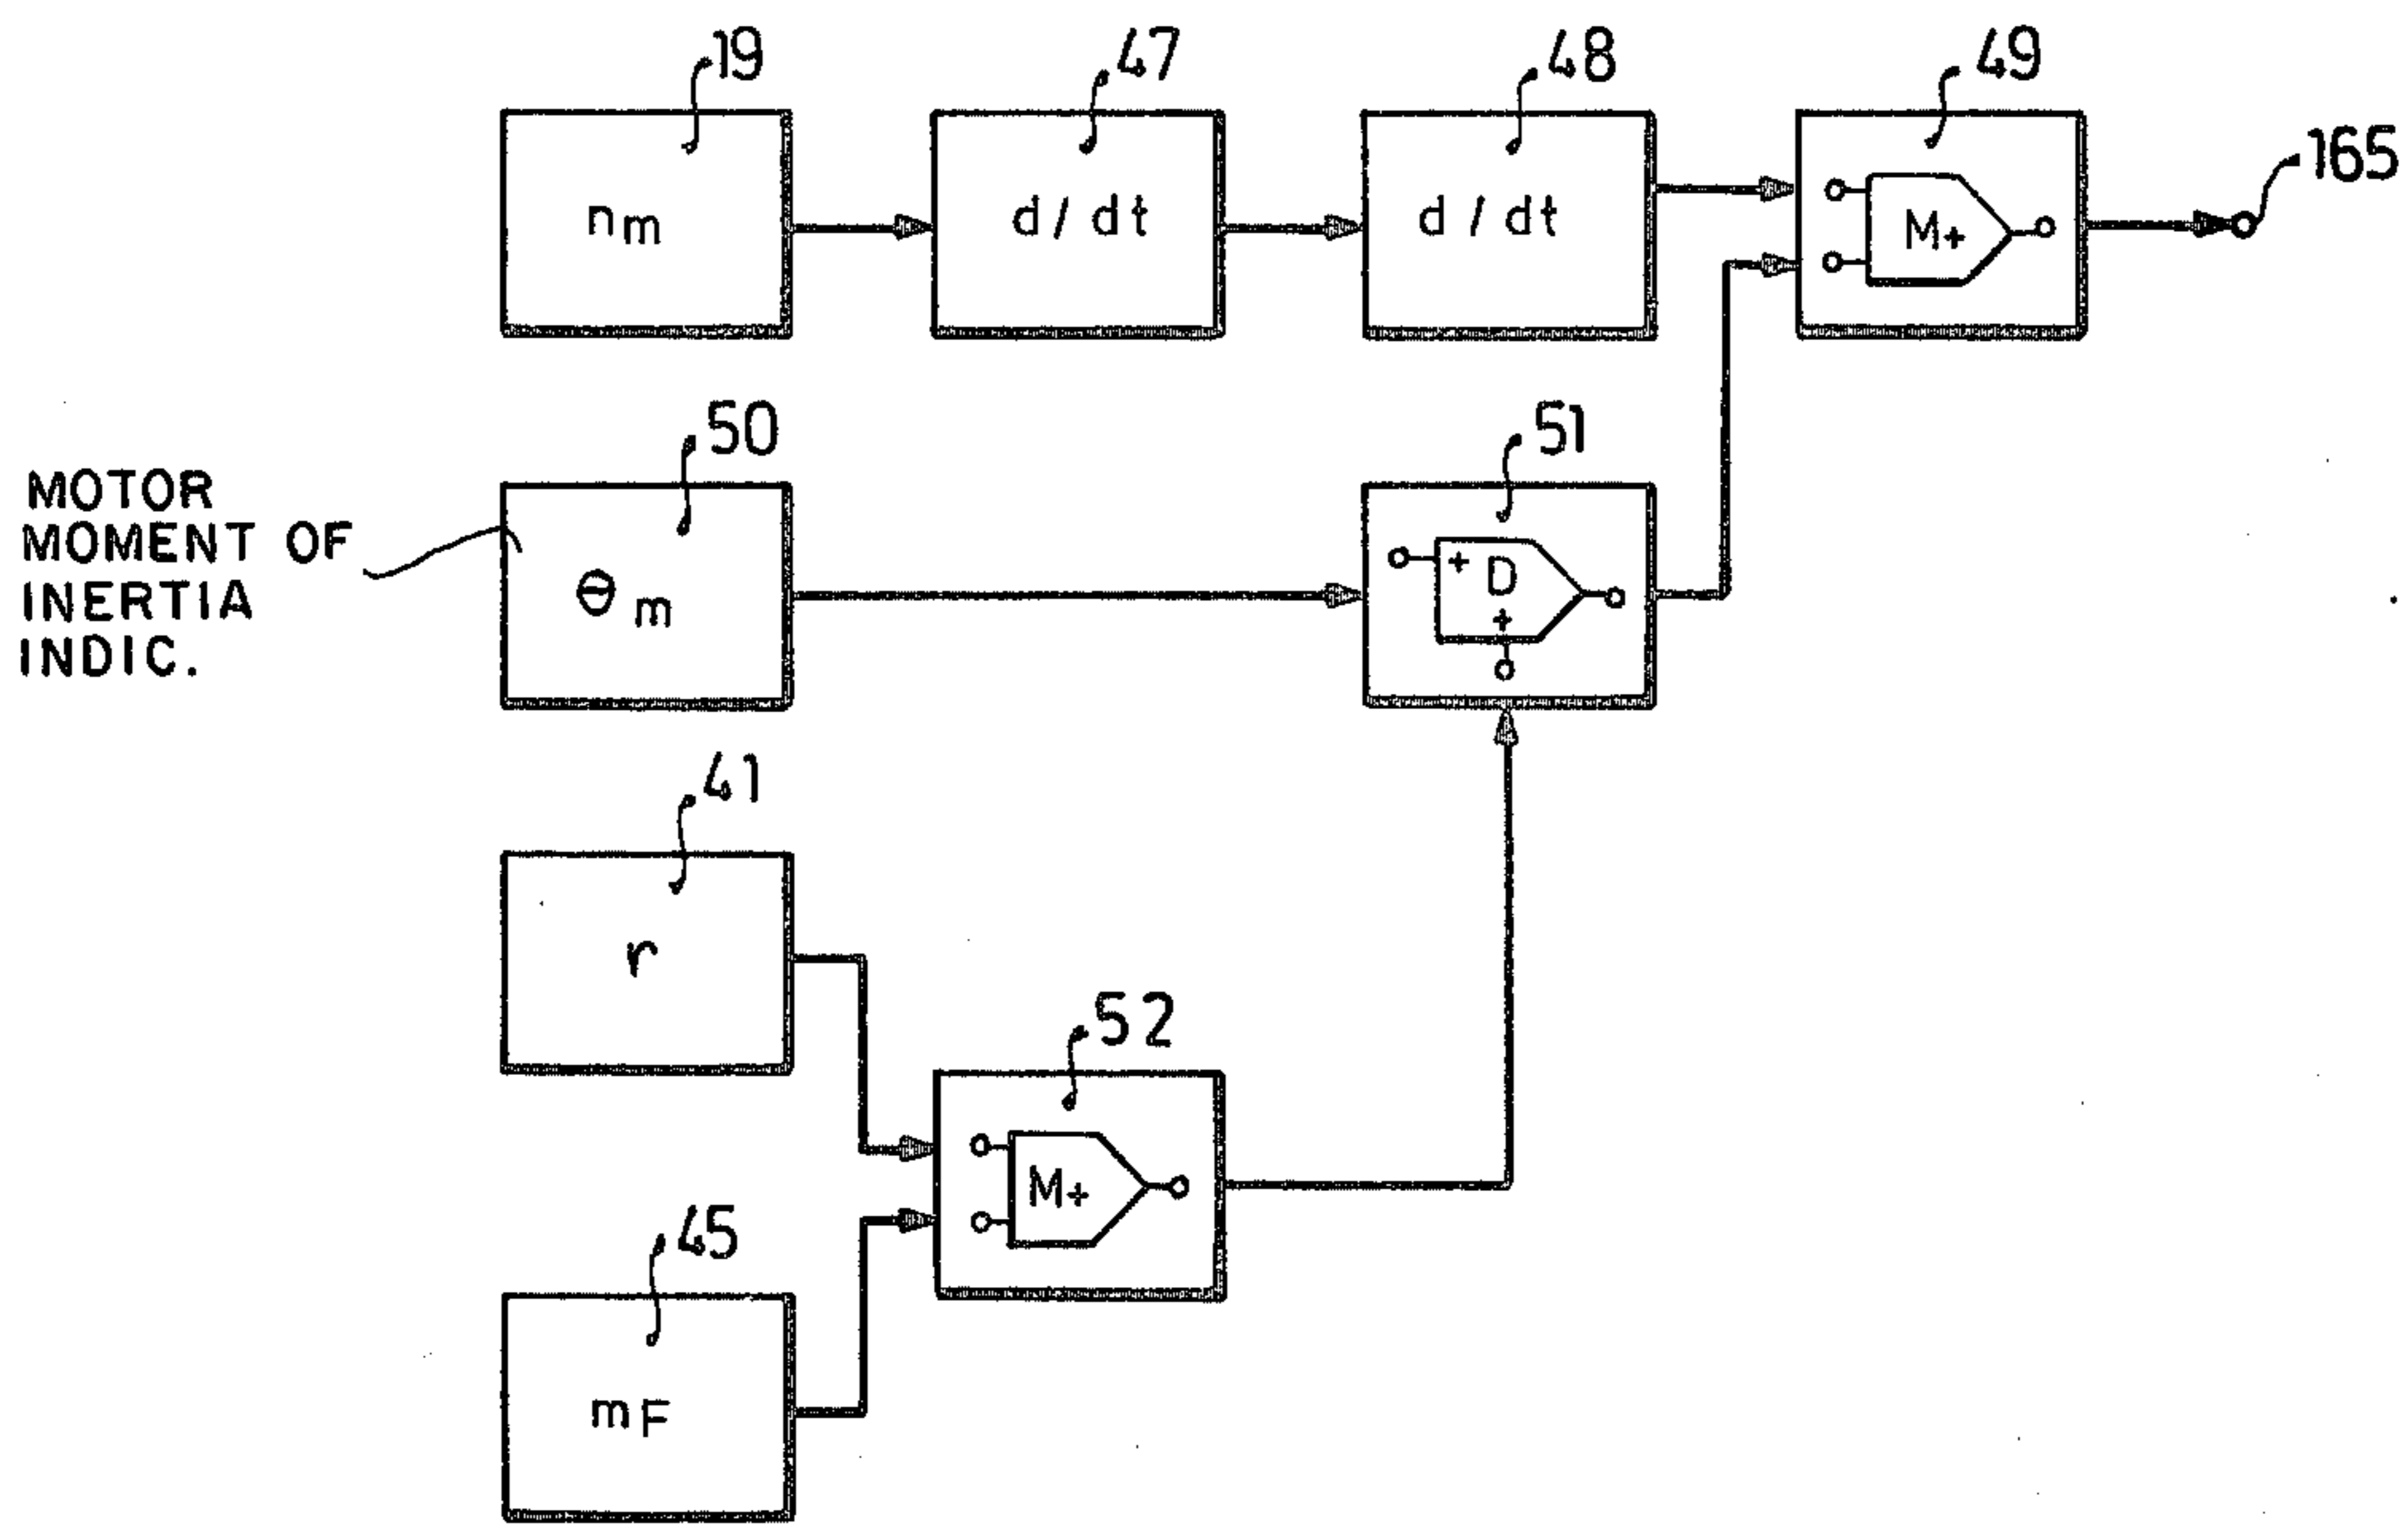 19
47
48
49
165
nm
d/dt
d/dt
M+
50
51
MOTOR
MOMENT OF
INERTIA
INDIC.
Θm
+ D
+
41
r
52
M+
45
mF